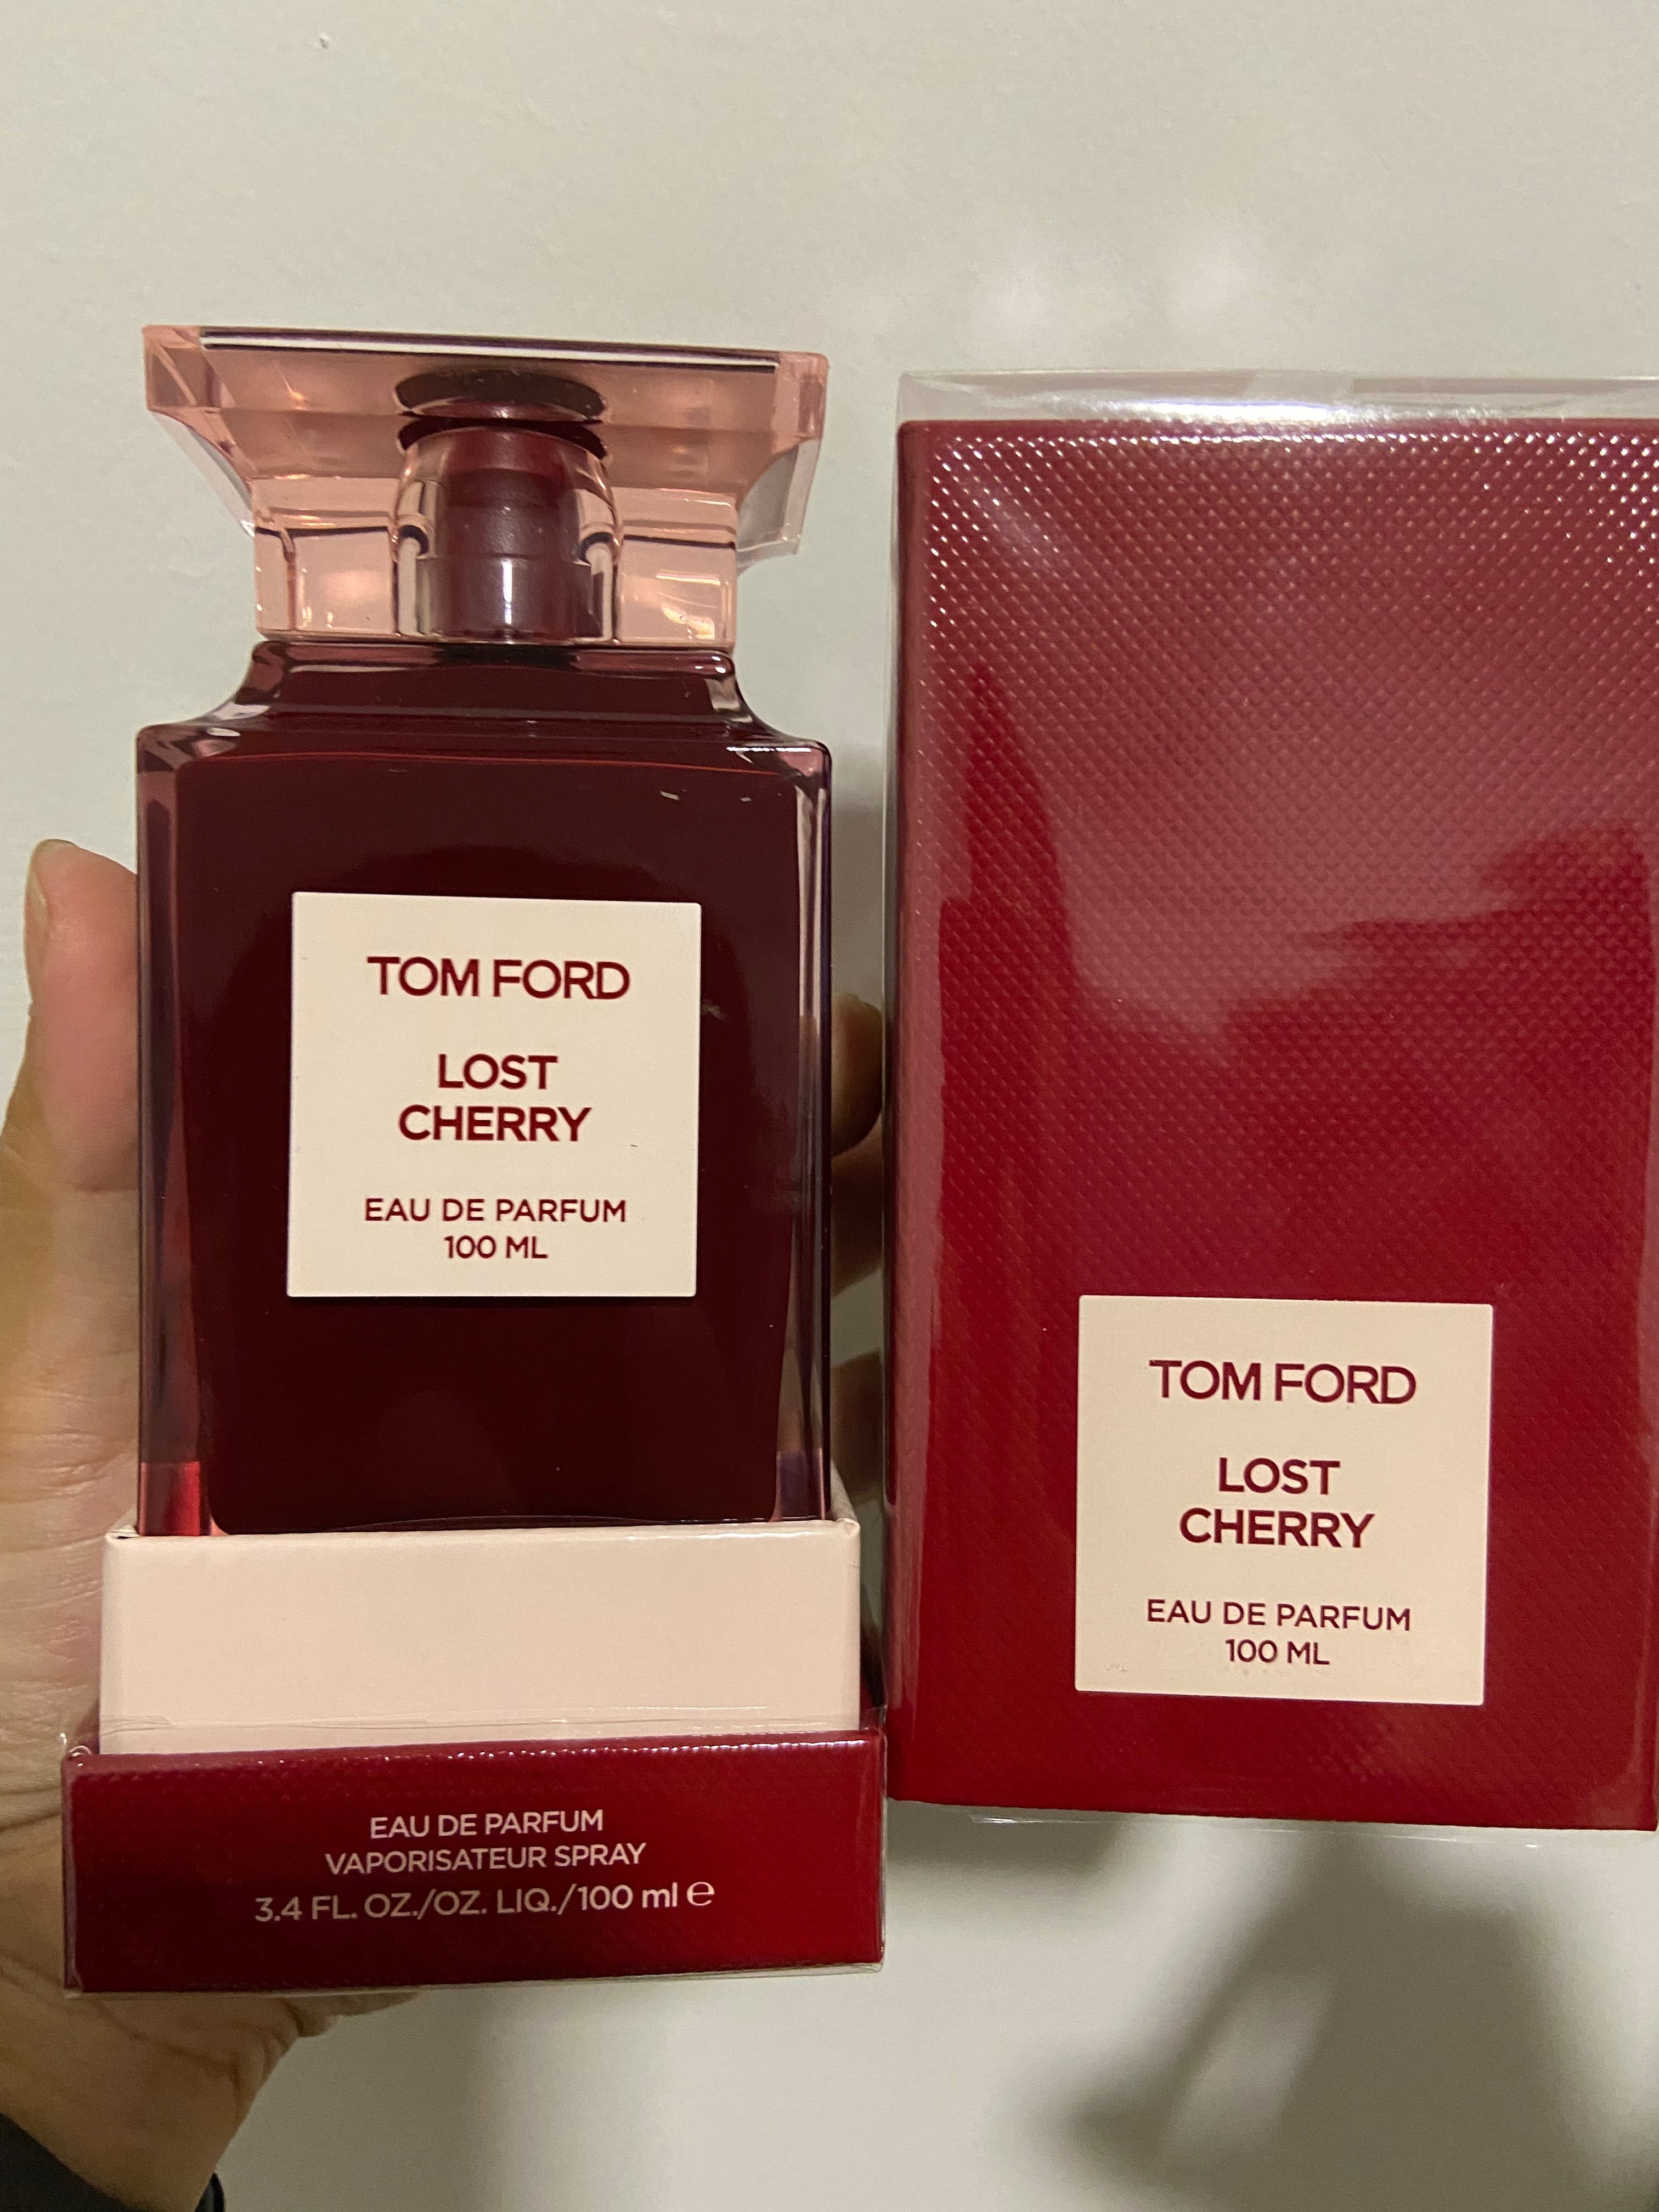 TOM FORD
LOST
CHERRY
EAU DE PARFUM
100 ML
EAU DE PARFUM
VAPORISATEUR SPRAY
3.4 FL. OZ./OZ. LIQ./100 ml ℮
TOM FORD
LOST
CHERRY
EAU DE PARFUM
100 ML